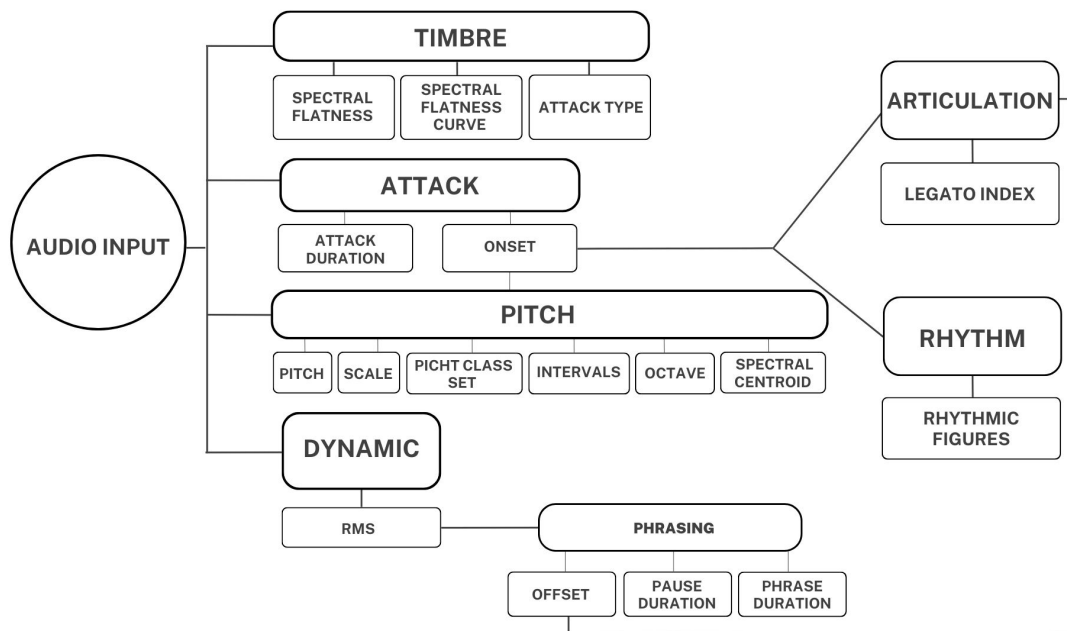 TIMBRE
SPECTRAL
FLATNESS
SPECTRAL
FLATNESS
CURVE
ATTACK TYPE
ARTICULATION
LEGATO INDEX
AUDIO INPUT
ATTACK
ATTACK
DURATION
ONSET
PITCH
PITCH
SCALE
PICHT CLASS
SET
INTERVALS
OCTAVE
SPECTRAL
CENTROID
RHYTHM
RHYTHMIC
FIGURES
DYNAMIC
RMS
PHRASING
OFFSET
PAUSE
DURATION
PHRASE
DURATION